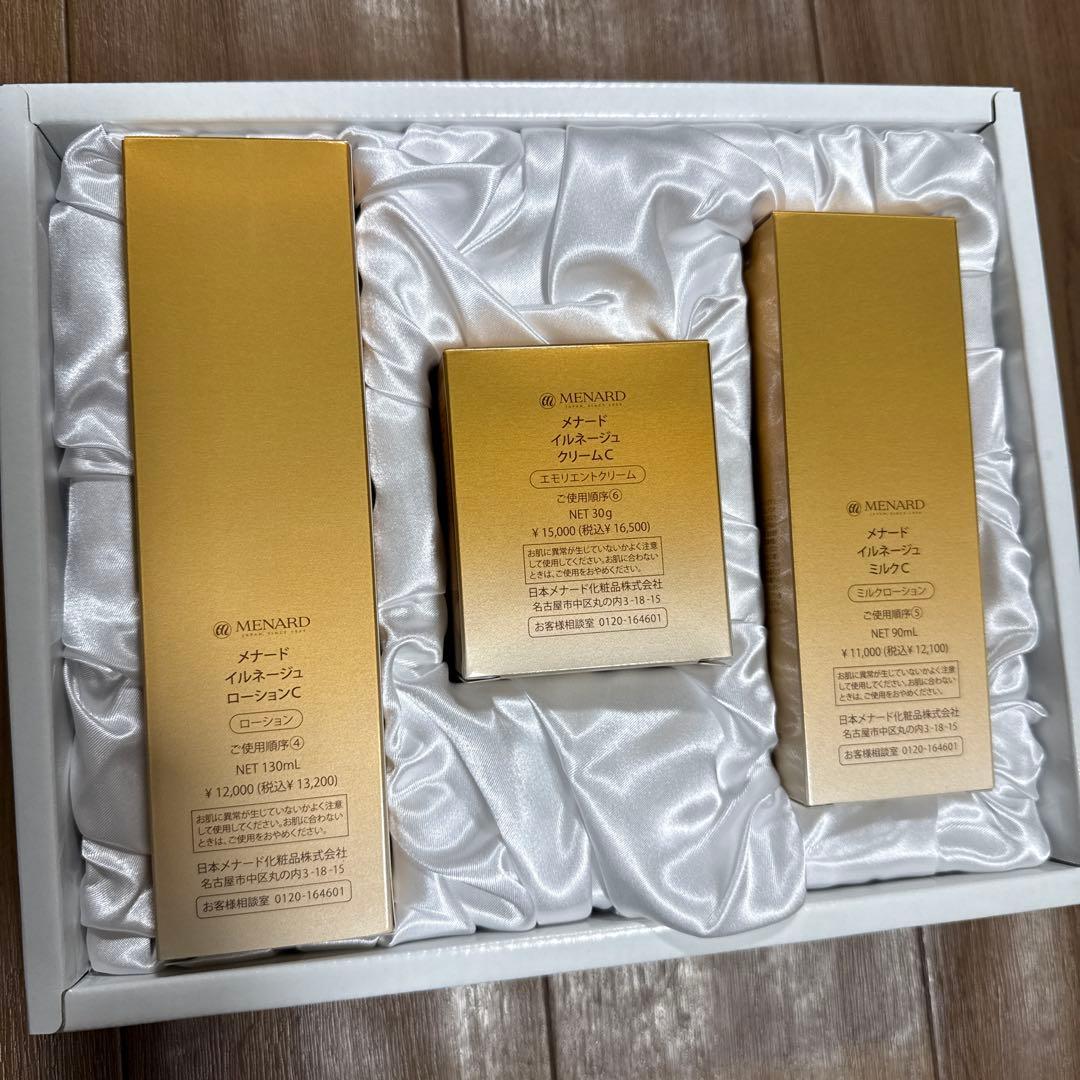 MENARD
JAPAN, SINCE 1959
メナード
イルネージュ
ローションC
ローション
ご使用順序④
NET 130mL
¥ 12,000 (税込¥ 13,200)
お肌に異常が生じていないかよく注意
して使用してください。お肌に合わない
ときは、ご使用をおやめください。
日本メナード化粧品株式会社
名古屋市中区丸の内3-18-15
お客様相談室 0120-164601
MENARD
JAPAN, SINCE 1959
メナード
イルネージュ
クリームC
エモリエントクリーム
ご使用順序⑥
NET 30g
¥ 15,000 (税込¥ 16,500)
お肌に異常が生じていないかよく注意
して使用してください。お肌に合わない
ときは、ご使用をおやめください。
日本メナード化粧品株式会社
名古屋市中区丸の内3-18-15
お客様相談室 0120-164601
MENARD
JAPAN, SINCE 1959
メナード
イルネージュ
ミルクC
ミルクローション
ご使用順序⑤
NET 90mL
¥ 11,000 (税込¥ 12,100)
お肌に異常が生じていないかよく注意
して使用してください。お肌に合わない
ときは、ご使用をおやめください。
日本メナード化粧品株式会社
名古屋市中区丸の内3-18-15
お客様相談室 0120-164601